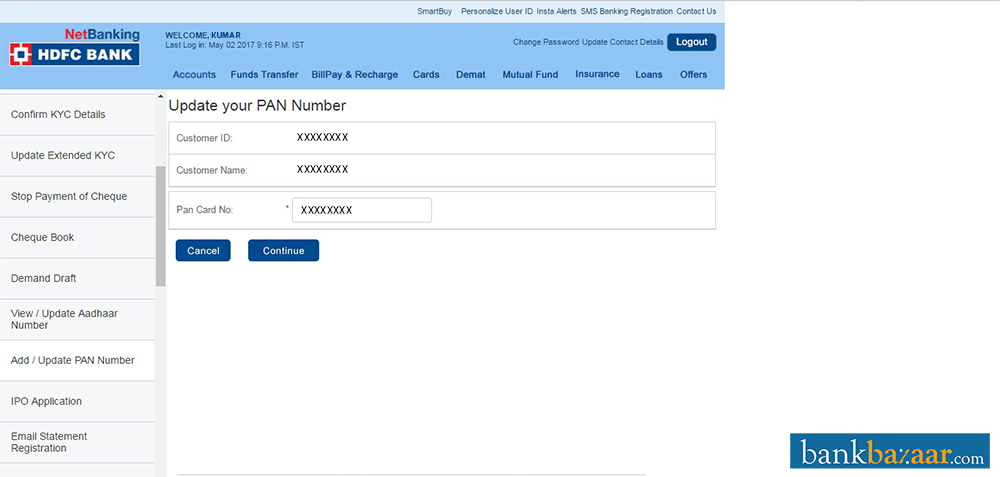 SmartBuy Personalize User ID Insta Alerts SMS Banking Registration Contact Us
NetBanking
HDFC BANK
WELCOME, KUMAR
Last Log in: May 02 2017 9:16 P.M. IST
Change Password Update Contact Details Logout
Accounts Funds Transfer BillPay & Recharge Cards Demat Mutual Fund Insurance Loans Offers
Confirm KYC Details
Update Extended KYC
Stop Payment of Cheque
Cheque Book
Demand Draft
View / Update Aadhaar
Number
Add / Update PAN Number
IPO Application
Email Statement
Registration
Update your PAN Number
Customer ID: XXXXXXXX
Customer Name: XXXXXXXX
Pan Card No: * XXXXXXXX
Cancel Continue
bankbazaar.com